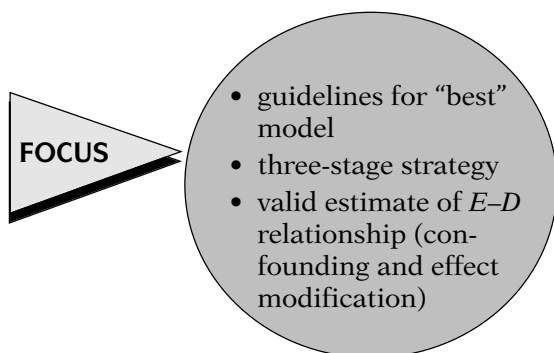 FOCUS
• guidelines for “best”
model
• three-stage strategy
• valid estimate of E–D
relationship (con-
founding and effect
modification)